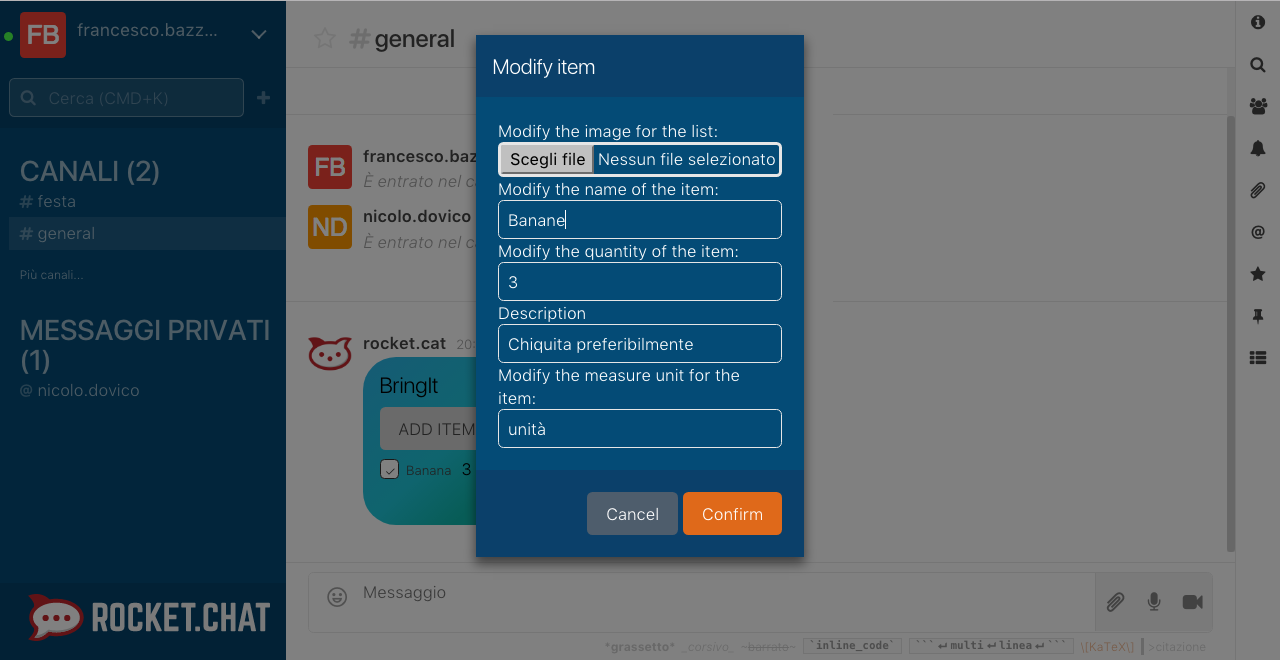 FB francesco.bazz...
Cerca (CMD+K)
CANALI (2)
# festa
# general
Più canali...
MESSAGGI PRIVATI
(1)
@ nicolo.dovico
ROCKET.CHAT
#general
FB francesco.baz
È entrato nel c
ND nicolo.dovico
È entrato nel c
rocket.cat 20:
BringIt
ADD ITEM
Banana 3
Modify item
Modify the image for the list:
Scegli file Nessun file selezionato
Modify the name of the item:
Banane
Modify the quantity of the item:
3
Description
Chiquita preferibilmente
Modify the measure unit for the
item:
unità
Cancel Confirm
Messaggio
*grassetto* _corsivo_ ~barrato~ `inline_code` ```↵multi↵linea↵``` \[KaTeX\] >citazione
@